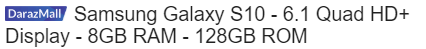 DarazMall Samsung Galaxy S10 - 6.1 Quad HD+
Display - 8GB RAM - 128GB ROM